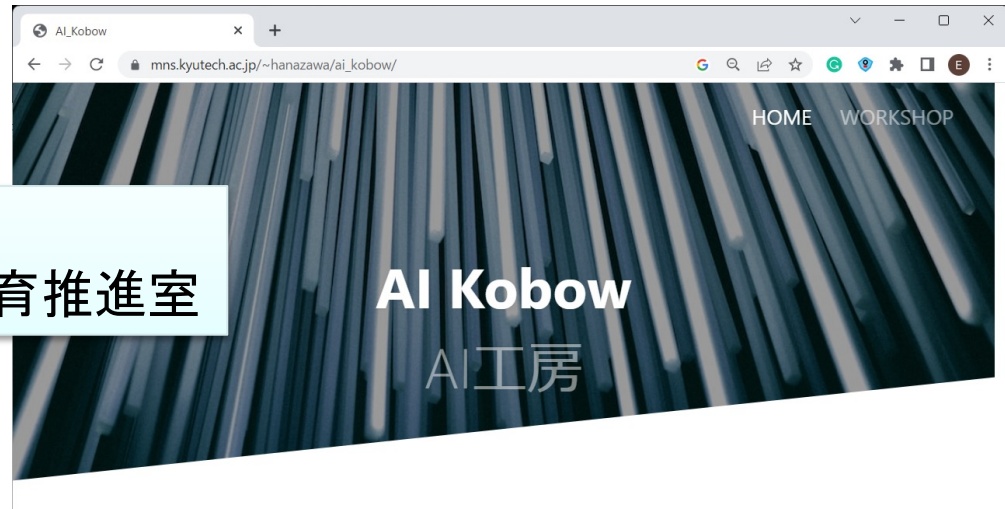 AI_Kobow
mns.kyutech.ac.jp/~hanazawa/ai_kobow/
G
E
HOME WORKSHOP
育推進室
AI Kobow
AI工房